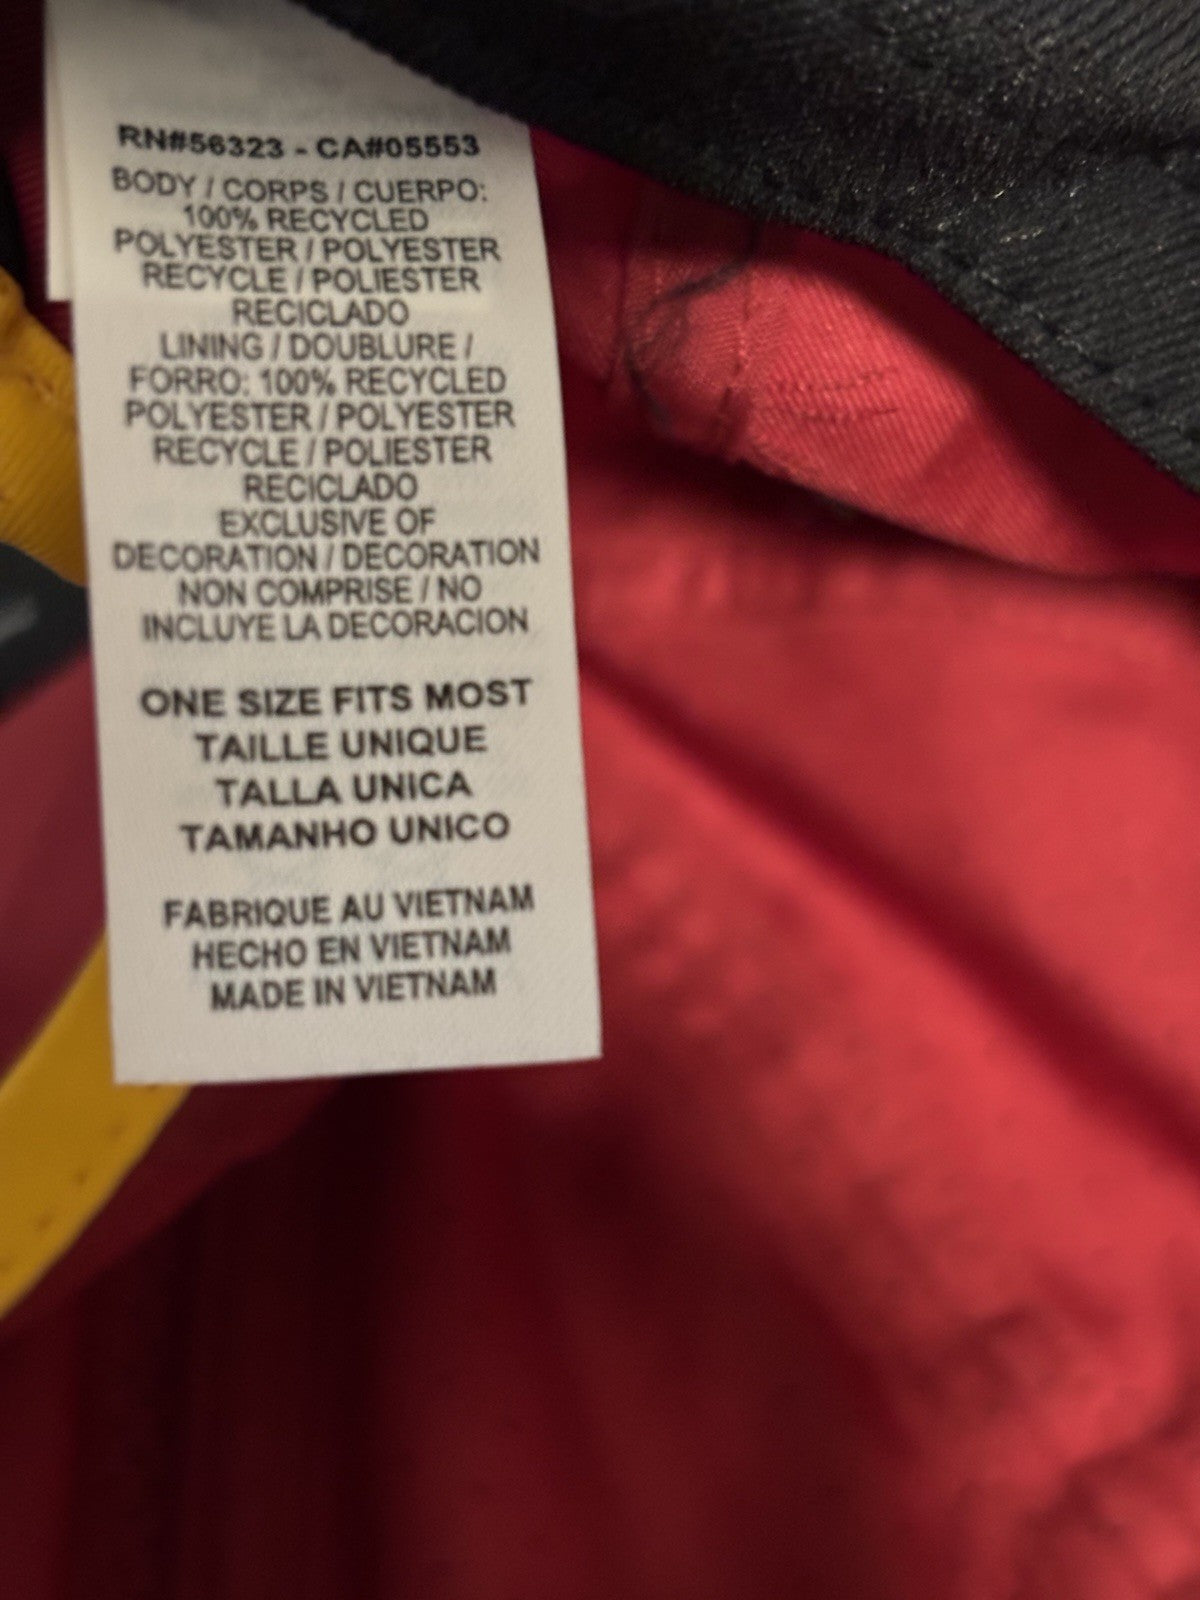 RN#56323 - CA#05553
BODY / CORPS / CUERPO:
100% RECYCLED
POLYESTER / POLYESTER
RECYCLE / POLIESTER
RECICLADO
LINING / DOUBLURE /
FORRO: 100% RECYCLED
POLYESTER / POLYESTER
RECYCLE / POLIESTER
RECICLADO
EXCLUSIVE OF
DECORATION / DECORATION
NON COMPRISE / NO
INCLUYE LA DECORACION
ONE SIZE FITS MOST
TAILLE UNIQUE
TALLA UNICA
TAMANHO UNICO
FABRIQUE AU VIETNAM
HECHO EN VIETNAM
MADE IN VIETNAM